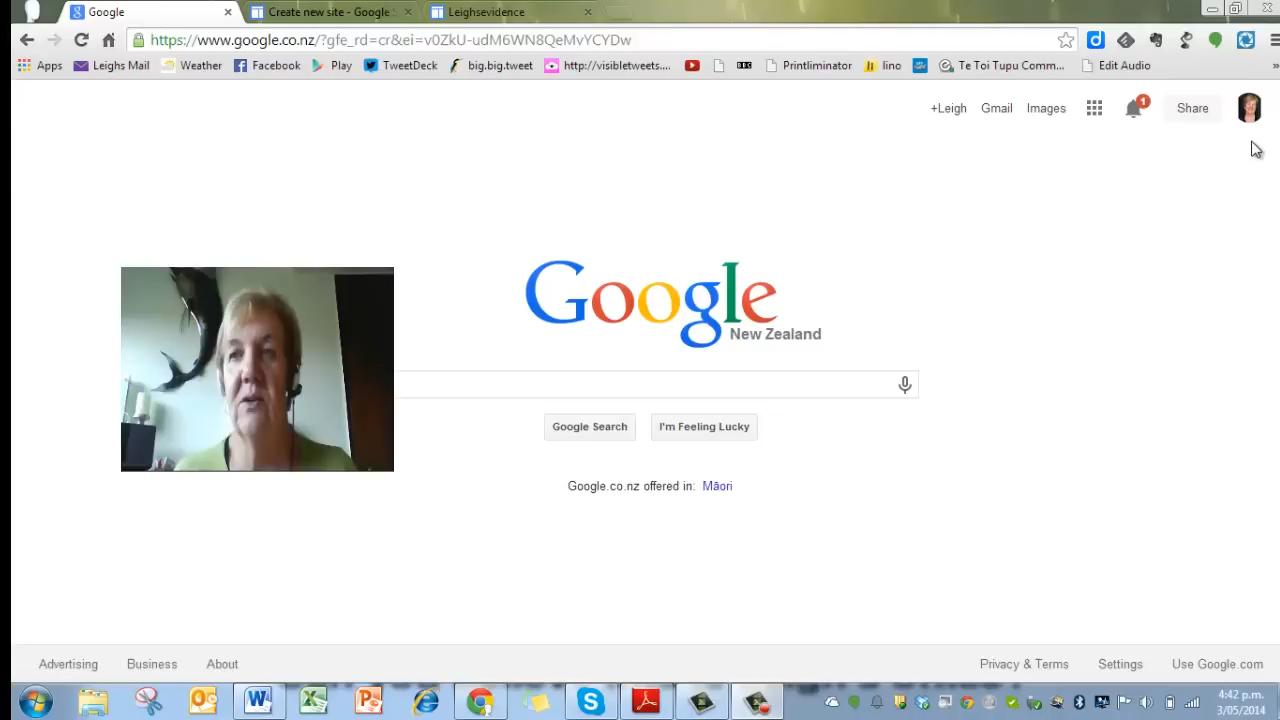 Google
Create new site - Google S
Leighsevidence
https://www.google.co.nz/?gfe_rd=cr&ei=v0ZkU-udM6WN8QeMvYCYDw
Apps Leighs Mail Weather Facebook Play TweetDeck big.big.tweet http://visibletweets.... BBC Printliminator lino Te Toi Tupu Comm... Edit Audio »
+Leigh Gmail Images 1 Share
Google
New Zealand
Google Search I'm Feeling Lucky
Google.co.nz offered in: Māori
Advertising Business About Privacy & Terms Settings Use Google.com
4:42 p.m.
3/05/2014